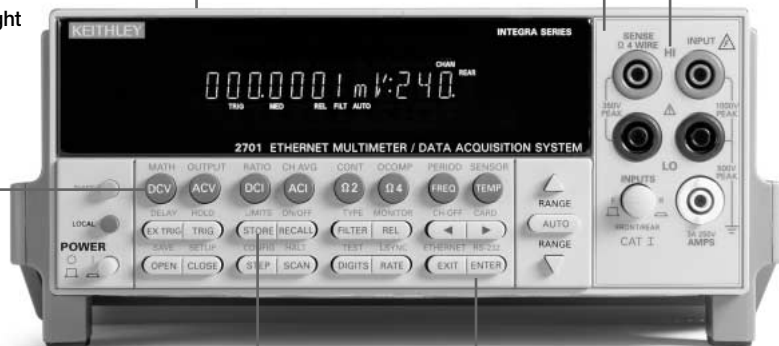 ght
KEITHLEY
INTEGRA SERIES
CHAN
REAR
000.0001 mV:240.
TRIG MED REL FILT AUTO
2701 ETHERNET MULTIMETER / DATA ACQUISITION SYSTEM
SENSE
Ω 4 WIRE
HI
INPUT
350V
PEAK
1000V
PEAK
LO
500V
PEAK
INPUTS
F R
FRONT/REAR
CAT I
3A 250V
AMPS
MATH OUTPUT RATIO CH AVG CONT OCOMP PERIOD SENSOR
DCV ACV DCI ACI Ω2 Ω4 FREQ TEMP
LOCAL
DELAY HOLD LIMITS ON/OFF TYPE MONITOR CH OFF CARD
EX TRIG TRIG STORE RECALL FILTER REL
POWER
SAVE SETUP CONFIG HALT TEST LSYNC ETHERNET RS-232
OPEN CLOSE STEP SCAN DIGITS RATE EXIT ENTER
RANGE
AUTO
RANGE